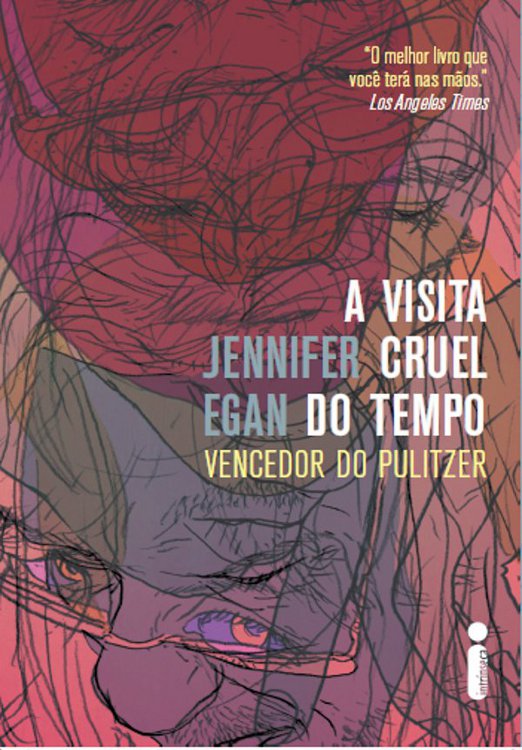 “O melhor livro que
você terá nas mãos.”
Los Angeles Times
A VISITA
JENNIFER CRUEL
EGAN DO TEMPO
VENCEDOR DO PULITZER
intrínseca